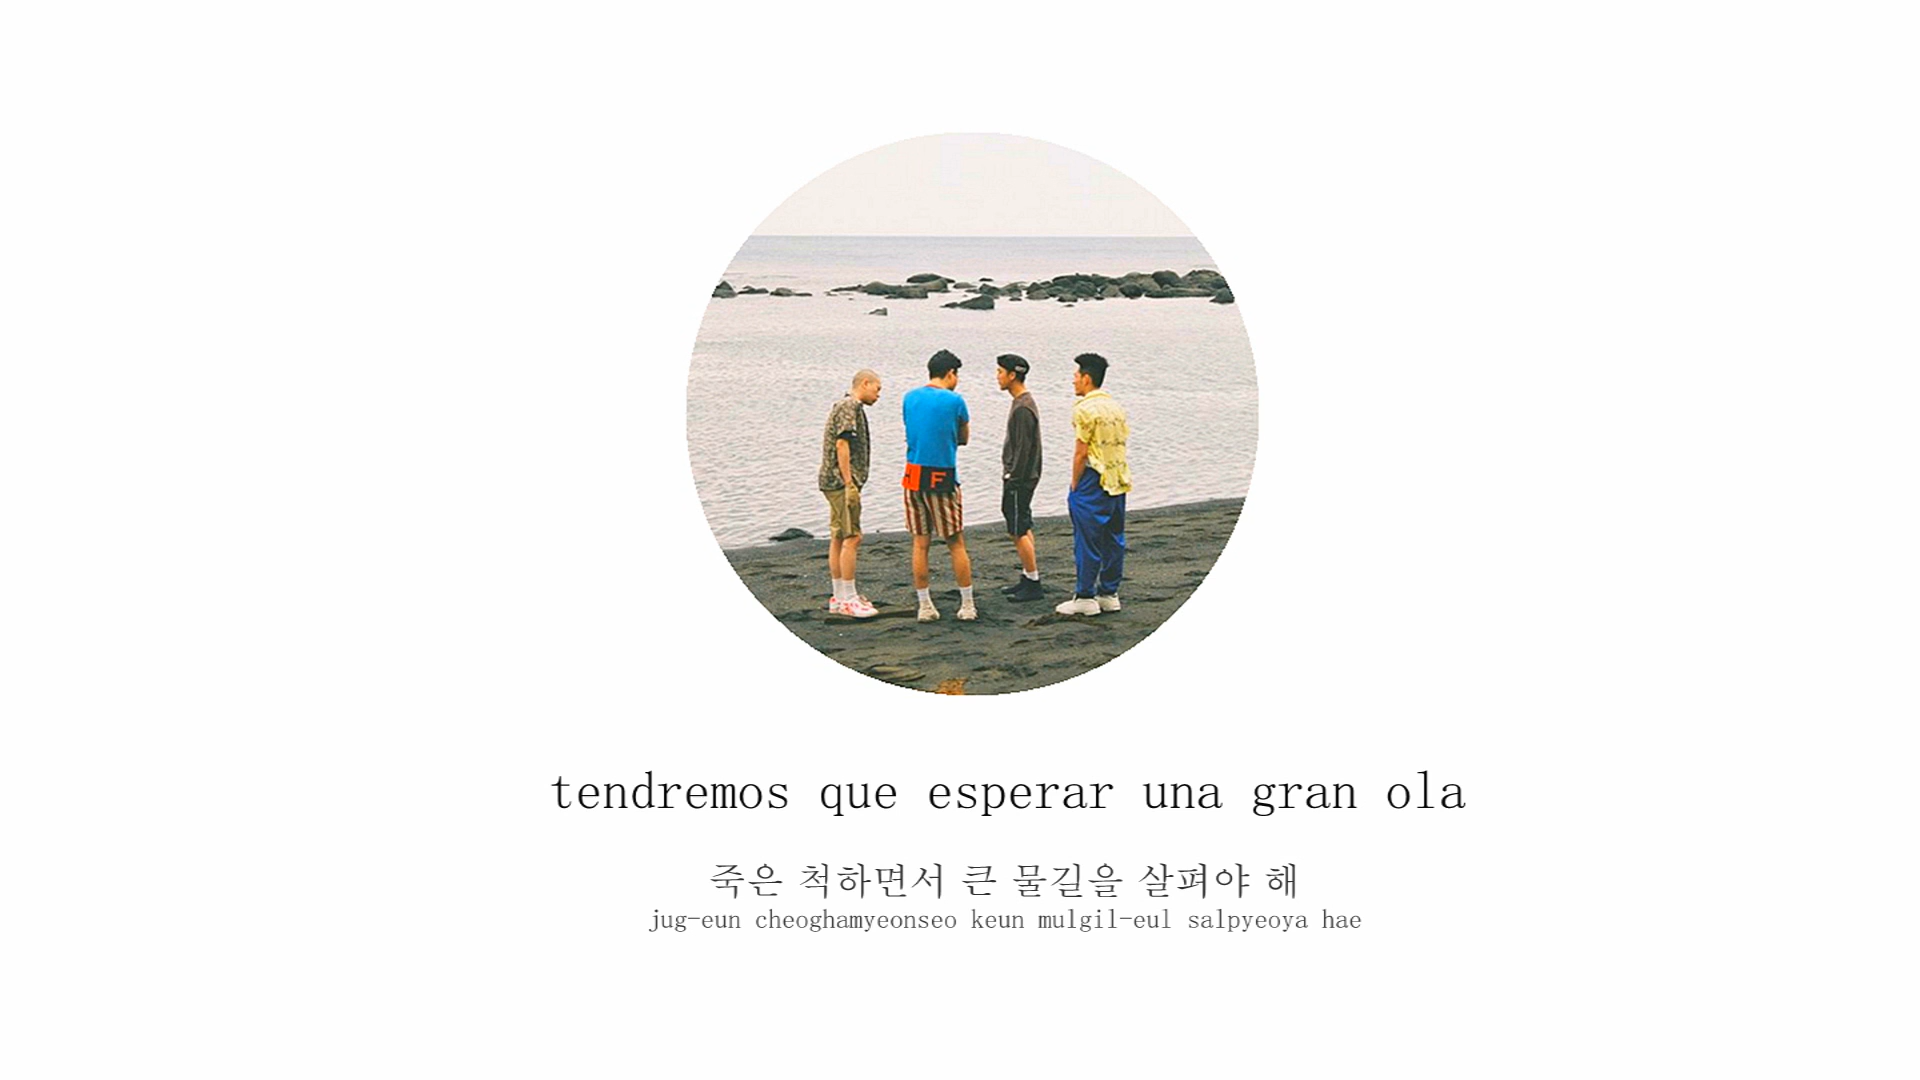 F
tendremos que esperar una gran ola
죽은 척하면서 큰 물길을 살펴야 해
jug-eun cheoghamyeonseo keun mulgil-eul salpyeoya hae